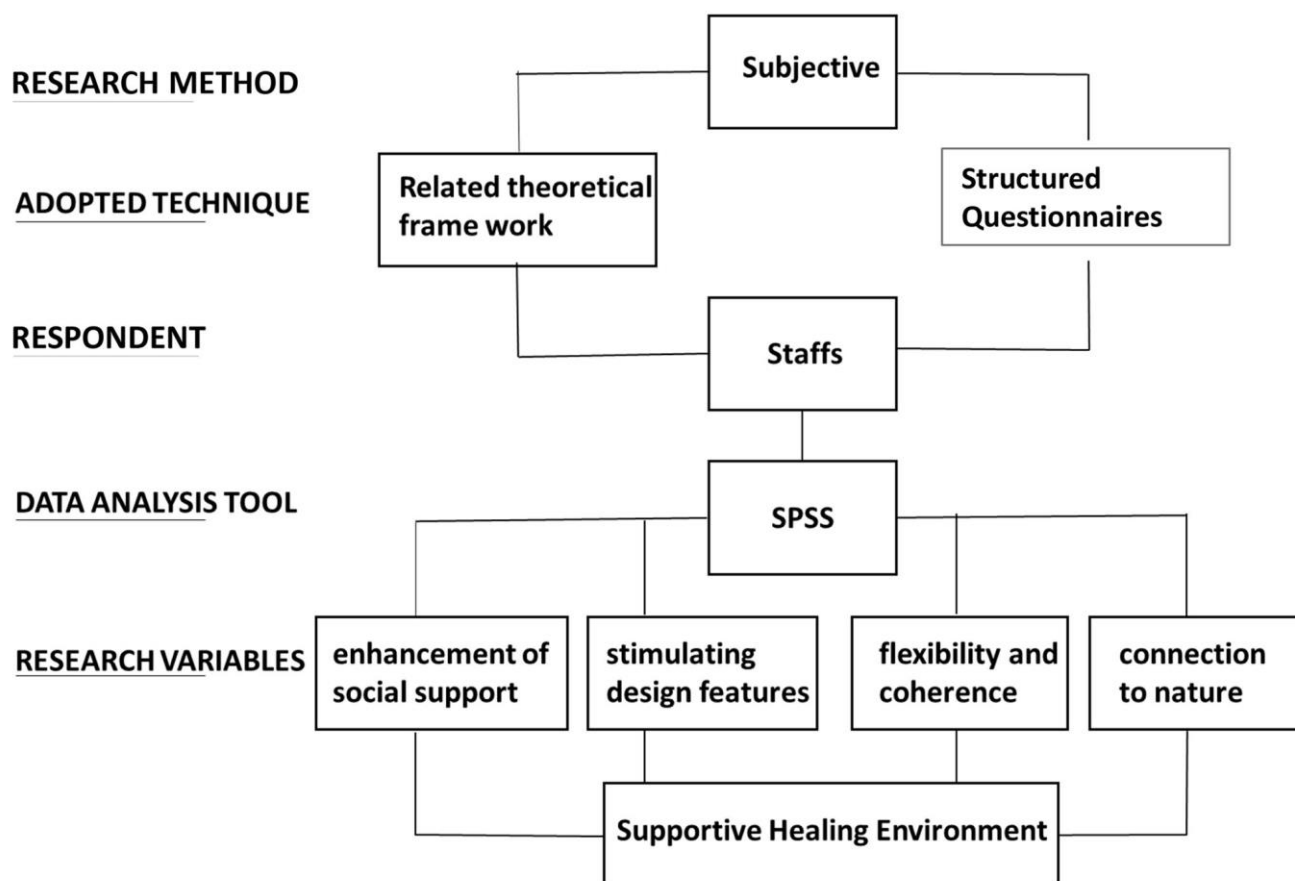 RESEARCH METHOD
Subjective
ADOPTED TECHNIQUE
Related theoretical
frame work
Structured
Questionnaires
RESPONDENT
Staffs
DATA ANALYSIS TOOL
SPSS
RESEARCH VARIABLES
enhancement of
social support
stimulating
design features
flexibility and
coherence
connection
to nature
Supportive Healing Environment